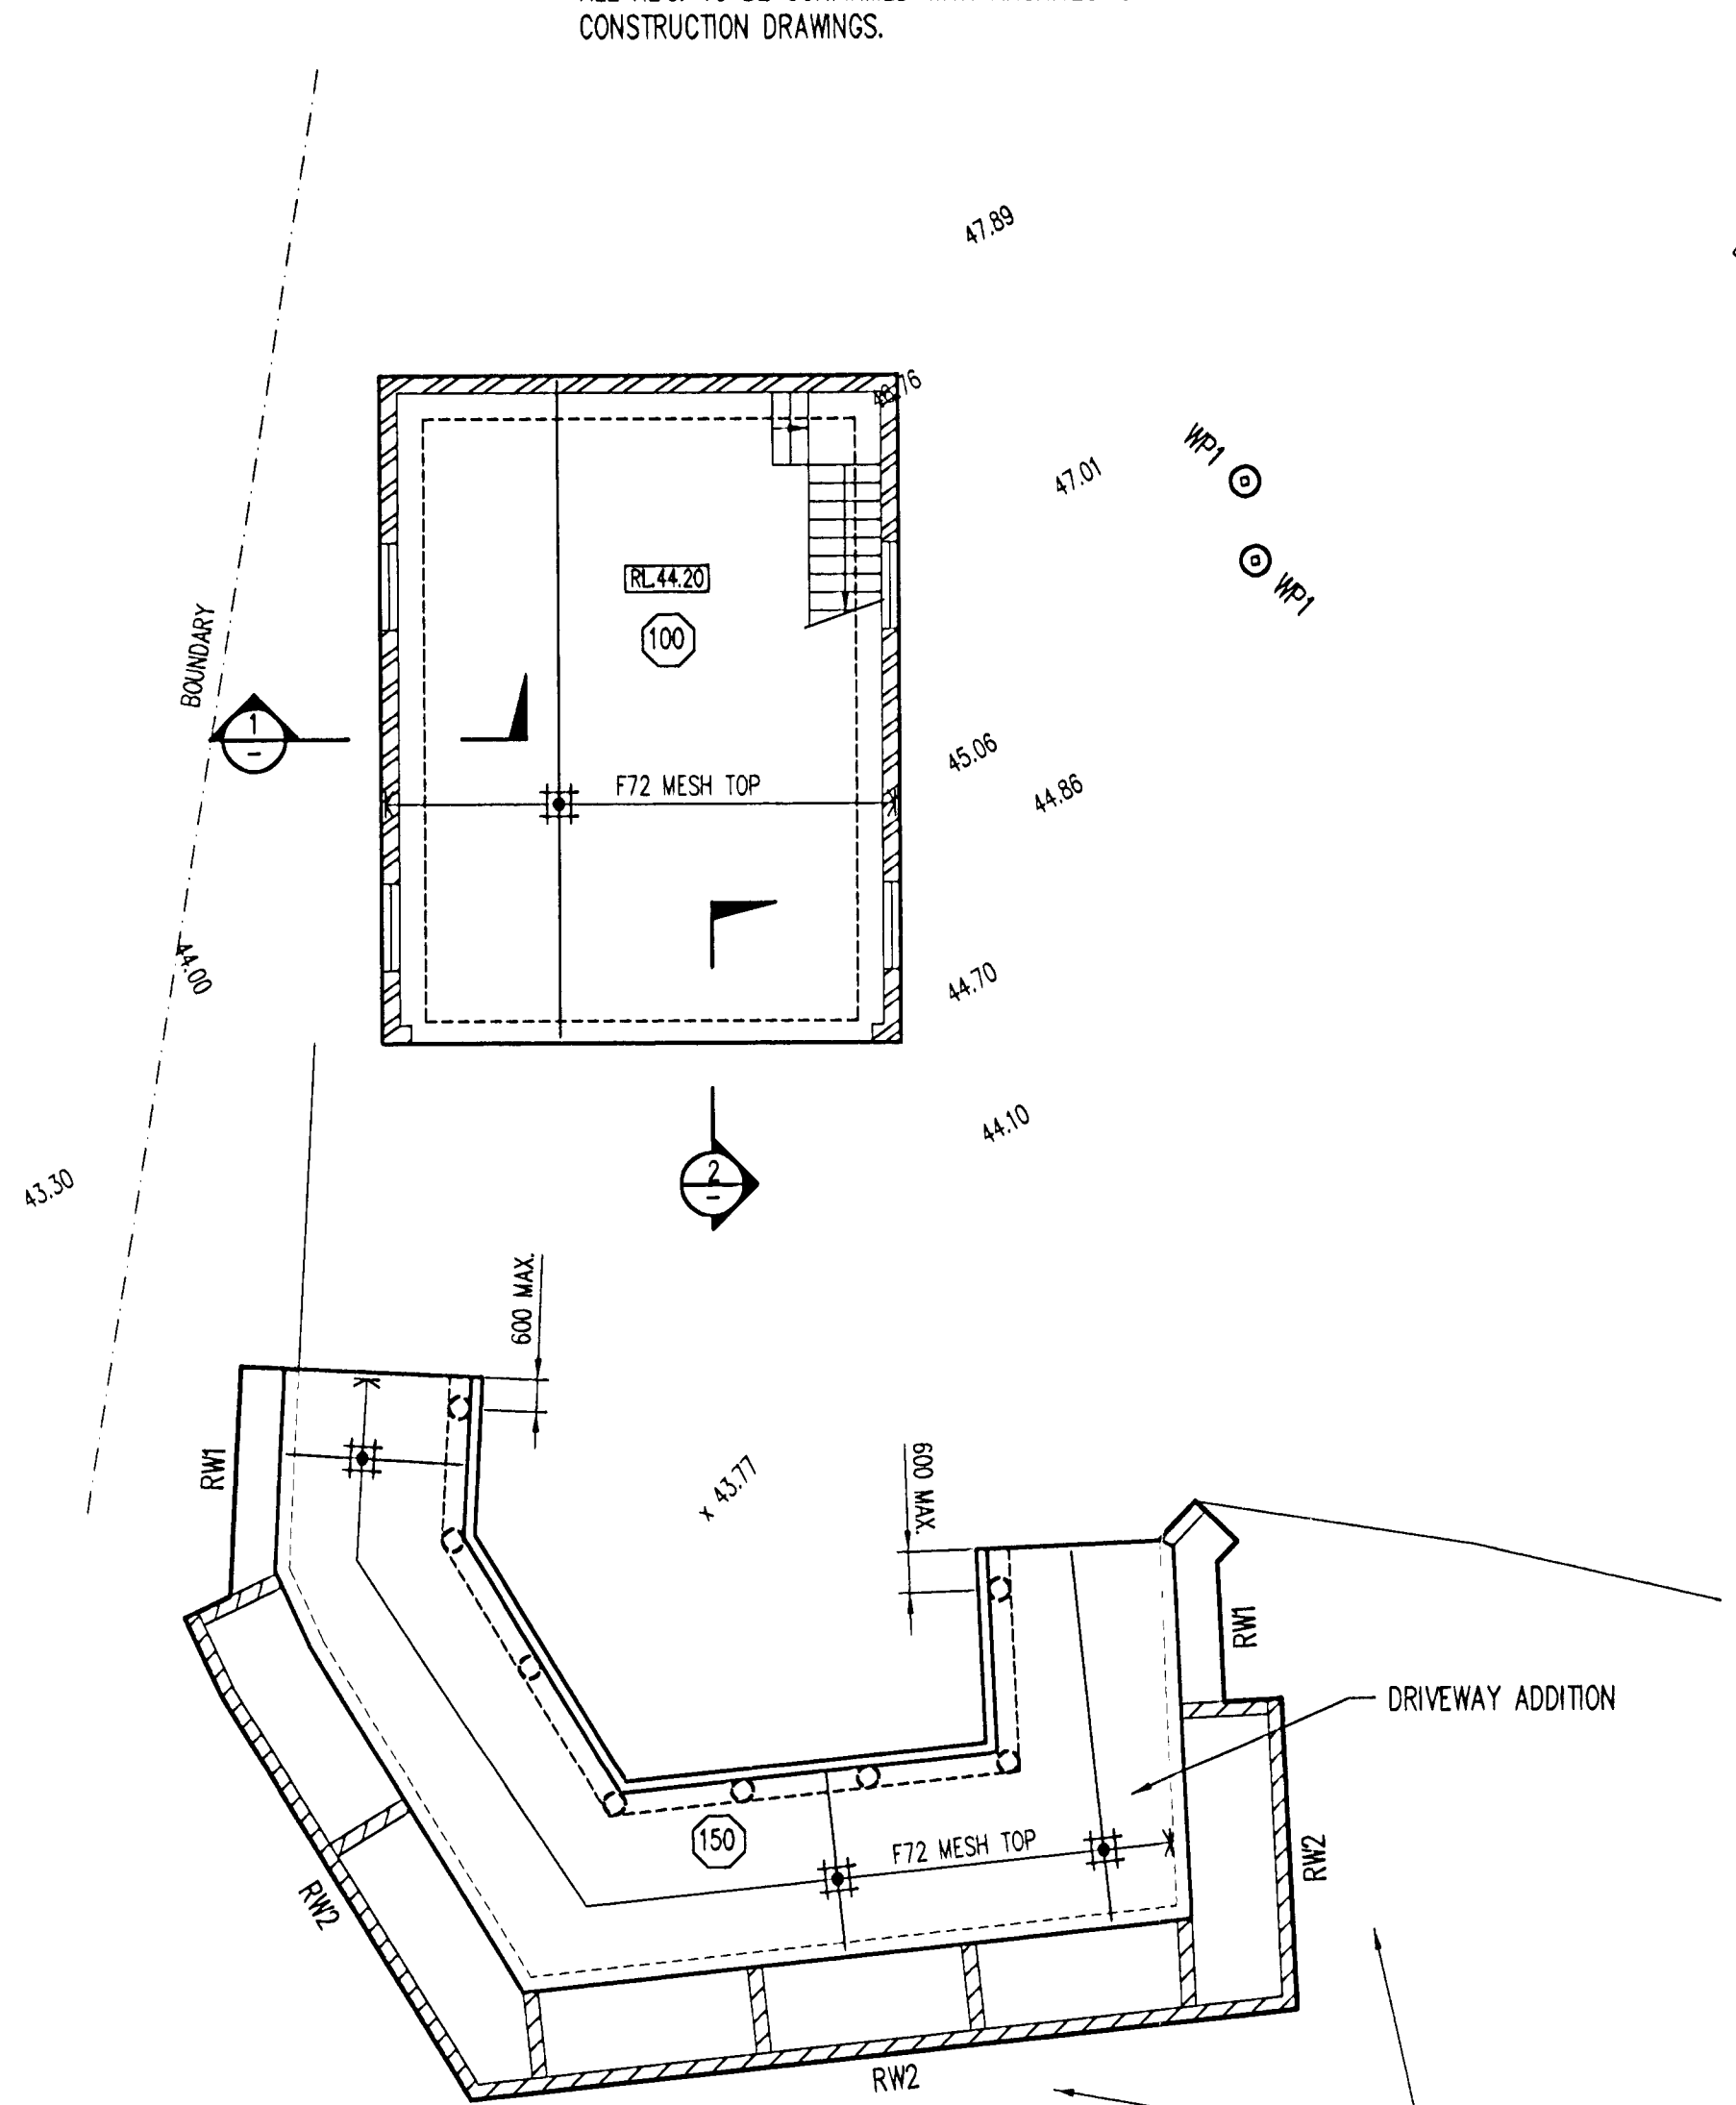 CONSTRUCTION DRAWINGS.
47.89
48.76
47.01
WP1
WP1
RL.44.20
100
BOUNDARY
1
-
F72 MESH TOP
45.06
44.86
44.00
44.70
44.10
2
-
43.30
600 MAX.
RW1
x 43.77
600 MAX.
RW1
DRIVEWAY ADDITION
150
F72 MESH TOP
RW2
RW2
RW2